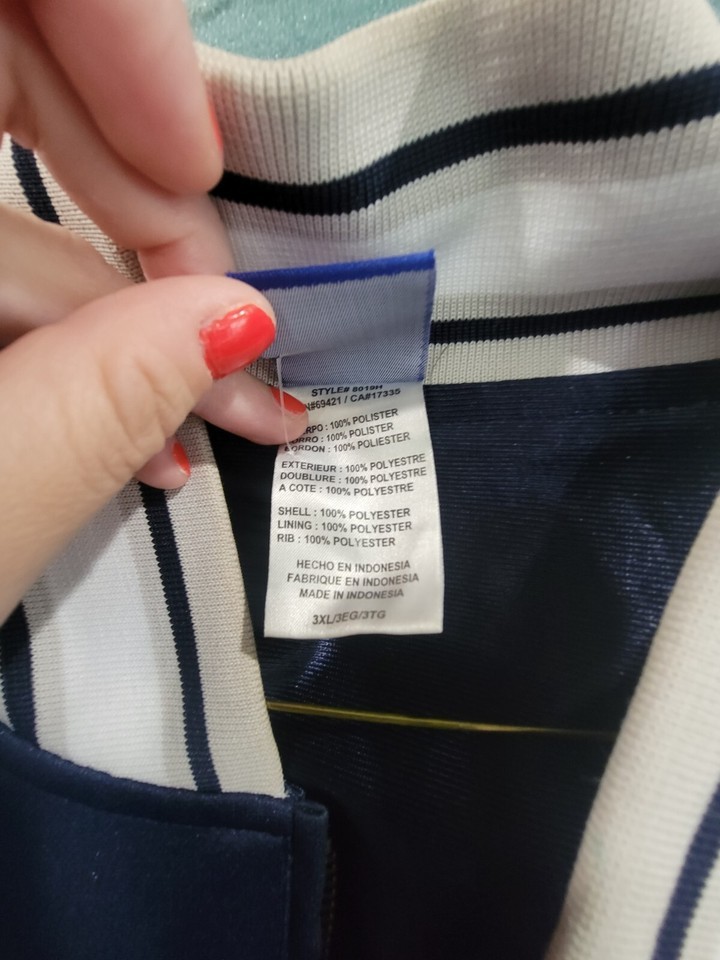 STYLE# 8019H
#69421 / CA#17335
100% POLISTER
: 100% POLISTER
: 100% POLIESTER
EXTERIEUR : 100% POLYESTRE
DOUBLURE : 100% POLYESTRE
A COTE : 100% POLYESTRE
SHELL : 100% POLYESTER
LINING : 100% POLYESTER
RIB : 100% POLYESTER
HECHO EN INDONESIA
FABRIQUE EN INDONESIA
MADE IN INDONESIA
3XL/3EG/3TG